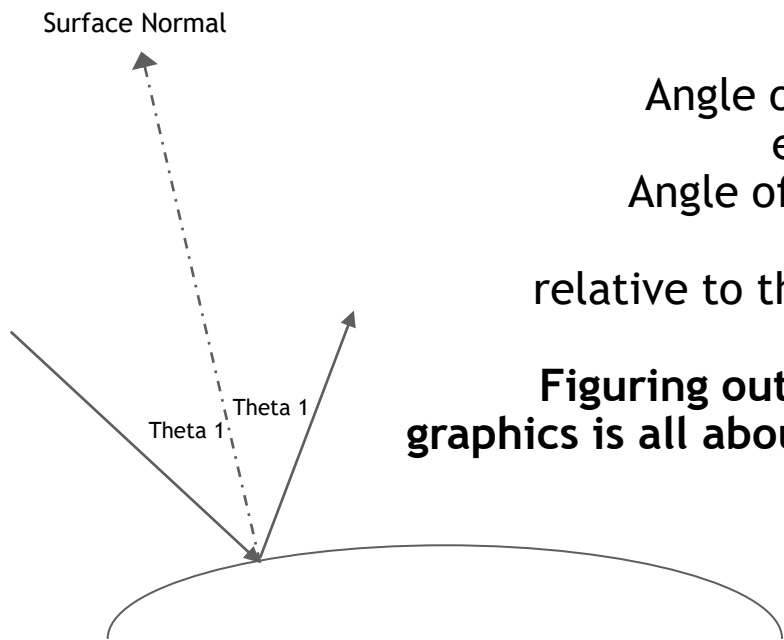 Surface Normal
Angle o
e
Angle of
relative to th
Figuring out
graphics is all abou
Theta 1
Theta 1